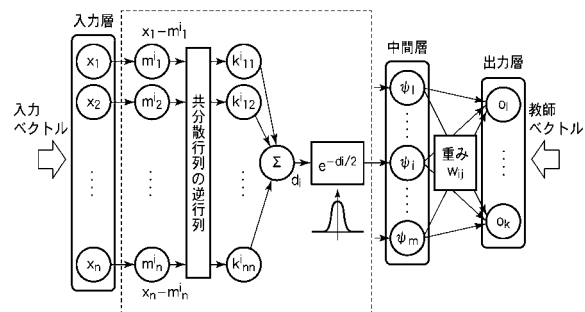 入力層
x₁−mⁱ₁
中間層
出力層
入力
ベクトル
教師
ベクトル
x₁
x₂
⋮
xₙ
mⁱ₁
mⁱ₂
⋮
mⁱₙ
共分散行列の逆行列
kⁱ₁₁
kⁱ₁₂
⋮
kⁱₙₙ
Σ
dᵢ
e⁻ᵈⁱ/²
ψₗ
⋮
ψᵢ
⋮
ψₘ
重み
wᵢⱼ
oₗ
⋮
oₖ
xₙ−mⁱₙ